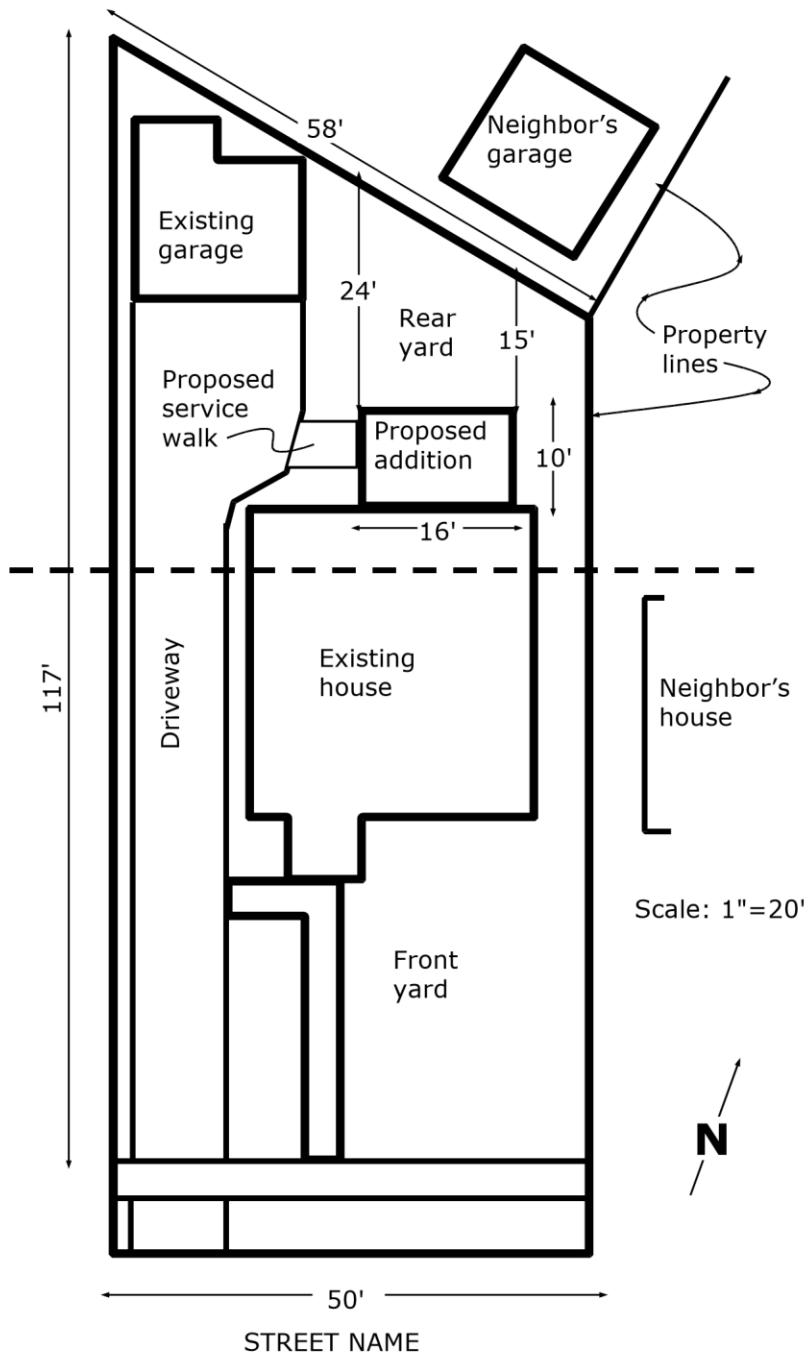 58'
Neighbor's
garage
Existing
garage
24'
Rear
yard
15'
Property
lines
Proposed
service
walk
Proposed
addition
10'
16'
117'
Driveway
Existing
house
Neighbor's
house
Scale: 1"=20'
Front
yard
N
50'
STREET NAME